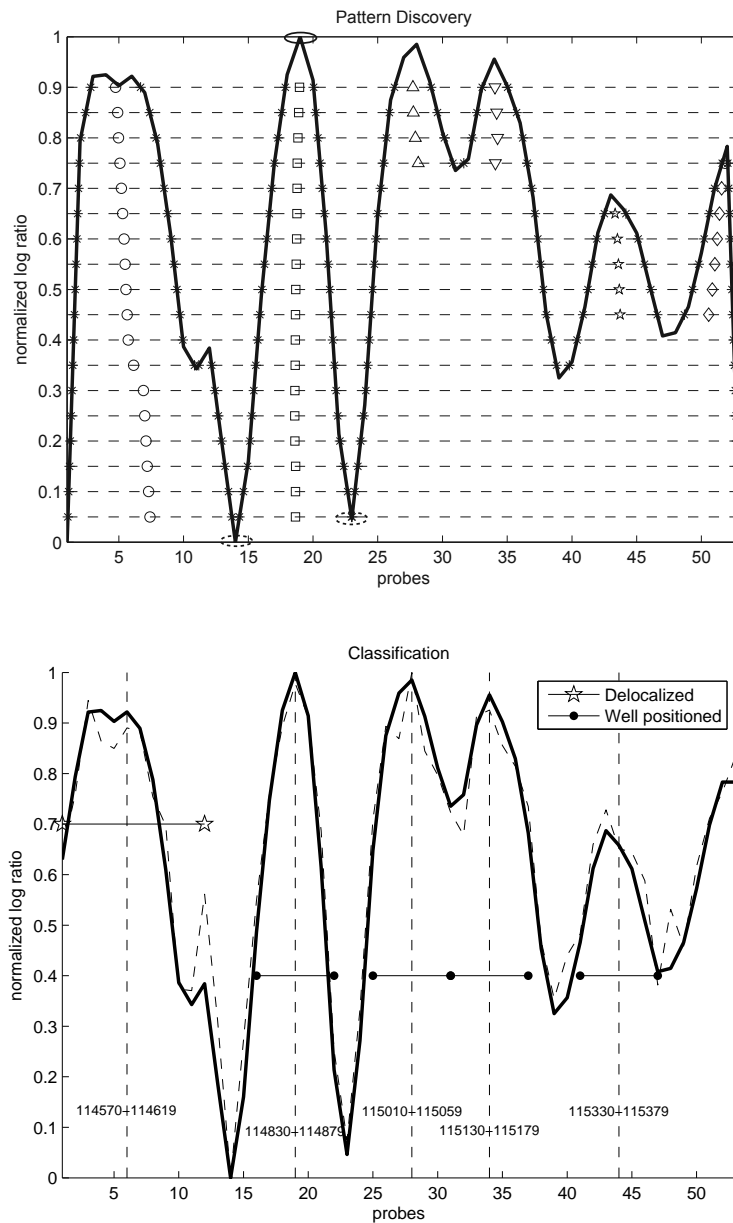 Pattern Discovery
1
0.9
0.8
0.7
0.6
0.5
0.4
0.3
0.2
0.1
0
normalized log ratio
5 10 15 20 25 30 35 40 45 50
probes
Classification
1
0.9
0.8
0.7
0.6
0.5
0.4
0.3
0.2
0.1
0
normalized log ratio
Delocalized
Well positioned
114570–114619
114830–114879
115010–115059
115130–115179
115330–115379
5 10 15 20 25 30 35 40 45 50
probes